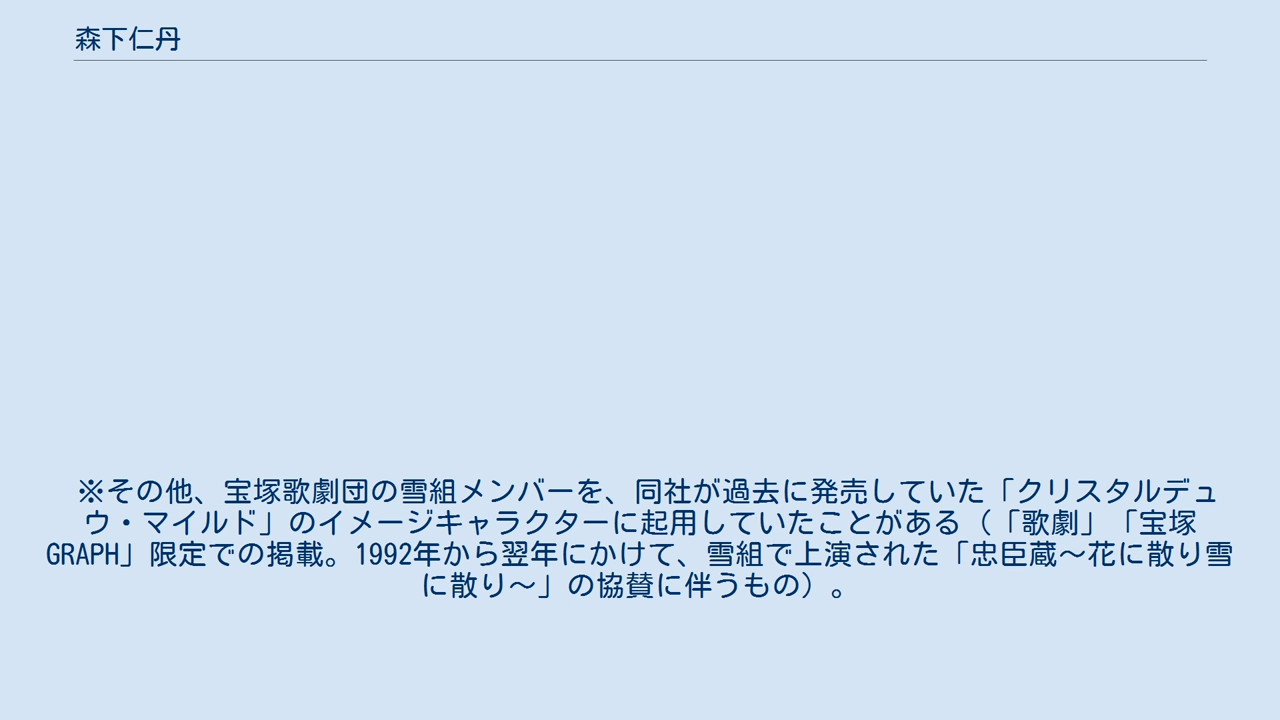 森下仁丹
※その他、宝塚歌劇団の雪組メンバーを、同社が過去に発売していた「クリスタルデュ
ウ・マイルド」のイメージキャラクターに起用していたことがある（「歌劇」「宝塚
GRAPH」限定での掲載。1992年から翌年にかけて、雪組で上演された「忠臣蔵〜花に散り雪
に散り〜」の協賛に伴うもの）。